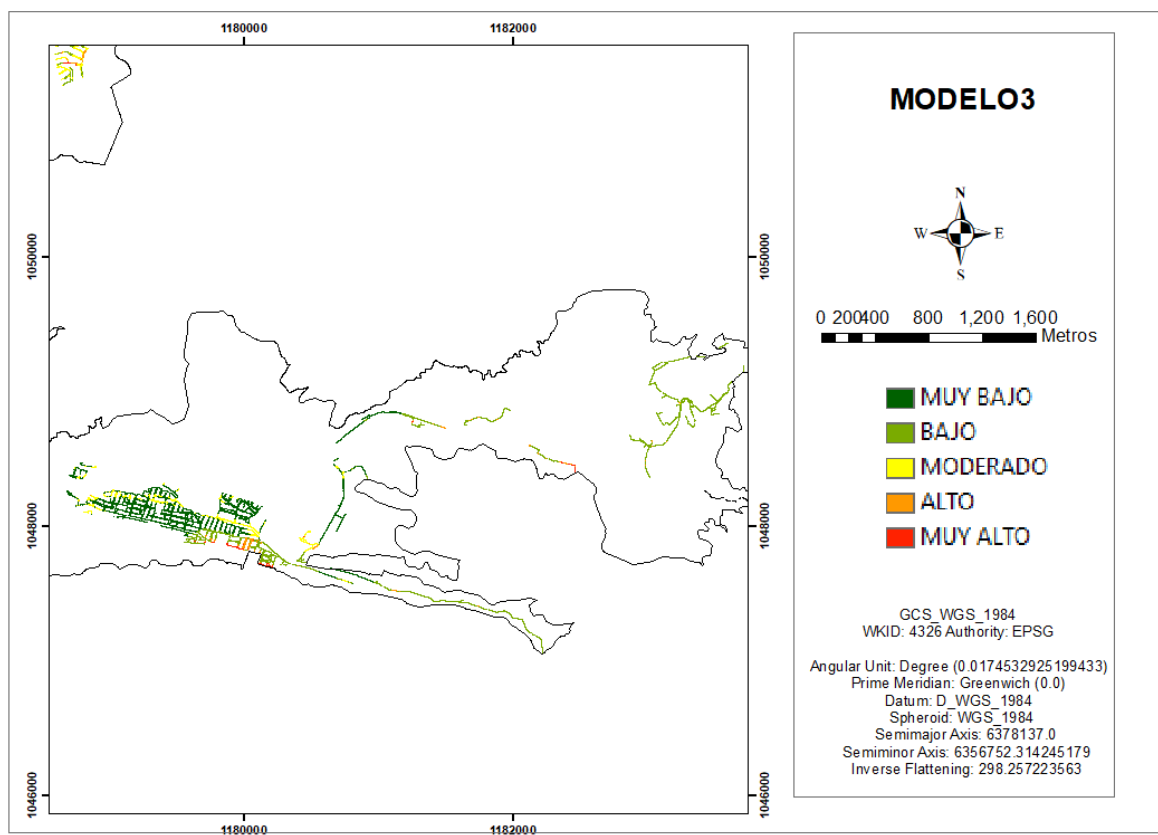 1180000 1182000
1050000 1050000
1048000 1048000
1046000 1046000
1180000 1182000
MODELO3
N
W E
S
0 200400 800 1,200 1,600
Metros
MUY BAJO
BAJO
MODERADO
ALTO
MUY ALTO
GCS_WGS_1984
WKID: 4326 Authority: EPSG
Angular Unit: Degree (0.0174532925199433)
Prime Meridian: Greenwich (0.0)
Datum: D_WGS_1984
Spheroid: WGS_1984
Semimajor Axis: 6378137.0
Semiminor Axis: 6356752.314245179
Inverse Flattening: 298.257223563